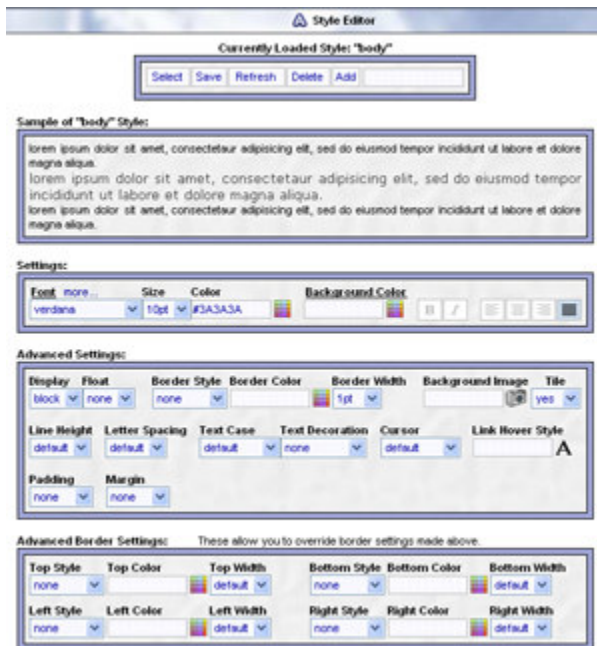 Style Editor
Currently Loaded Style: "body"
Select Save Refresh Delete Add
Sample of "body" Style:
lorem ipsum dolor sit amet, consectetaur adipisicing elit, sed do eiusmod tempor incididunt ut labore et dolore
magna aliqua.
lorem ipsum dolor sit amet, consectetaur adipisicing elit, sed do eiusmod tempor
incididunt ut labore et dolore magna aliqua.
lorem ipsum dolor sit amet, consectetaur adipisicing elit, sed do eiusmod tempor incididunt ut labore et dolore
magna aliqua.
Settings:
Font more... Size Color Background Color
verdana 10pt #3A3A3A B I
Advanced Settings:
Display Float Border Style Border Color Border Width Background Image Tile
block none none 1pt yes
Line Height Letter Spacing Text Case Text Decoration Cursor Link Hover Style
default default default none default A
Padding Margin
none none
Advanced Border Settings: These allow you to override border settings made above.
Top Style Top Color Top Width Bottom Style Bottom Color Bottom Width
none default none default
Left Style Left Color Left Width Right Style Right Color Right Width
none default none default